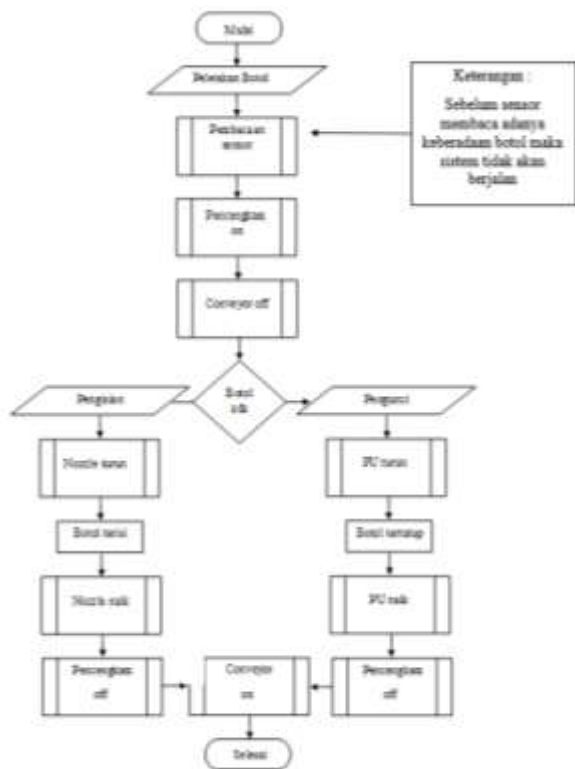 Mulai
Peletakan Botol
Pembacaan
sensor
Keterangan :
Sebelum sensor
membaca adanya
keberadaan botol maka
sistem tidak akan
berjalan
Pencengkam
on
Conveyor off
Pengisian
Botol
Nozzle turun
PU turun
Botol terisi
Botol tertutup
Nozzle naik
PU naik
Pencengkam
off
Conveyor
on
Pencengkam
off
Selesai